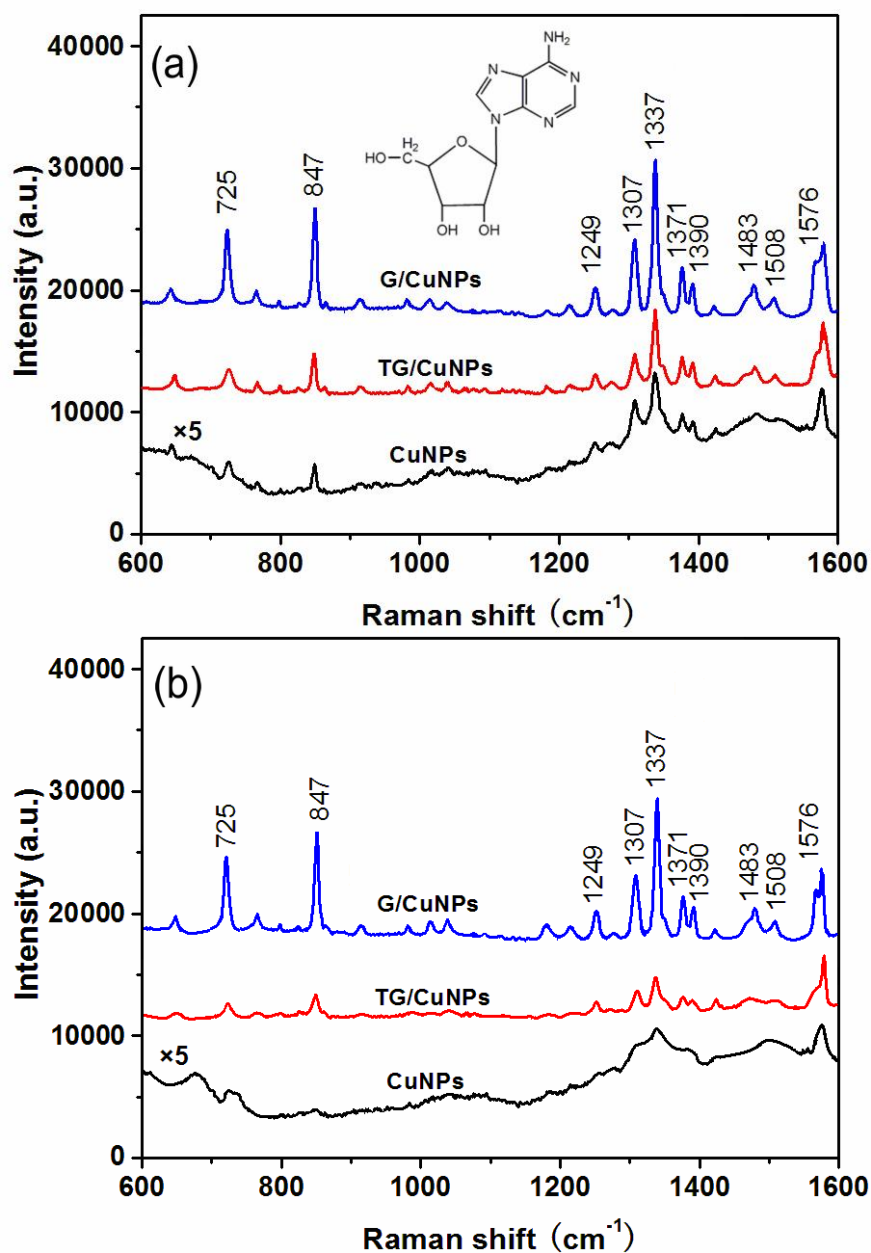 (a)
NH₂
N
N
N
N
H₂
C
HO
O
OH
OH
725
847
1249
1307
1337
1371
1390
1483
1508
1576
G/CuNPs
TG/CuNPs
×5
CuNPs
40000
30000
20000
10000
0
Intensity (a.u.)
600
800
1000
1200
1400
1600
Raman shift (cm⁻¹)
(b)
725
847
1249
1307
1337
1371
1390
1483
1508
1576
G/CuNPs
TG/CuNPs
×5
CuNPs
40000
30000
20000
10000
0
Intensity (a.u.)
600
800
1000
1200
1400
1600
Raman shift (cm⁻¹)